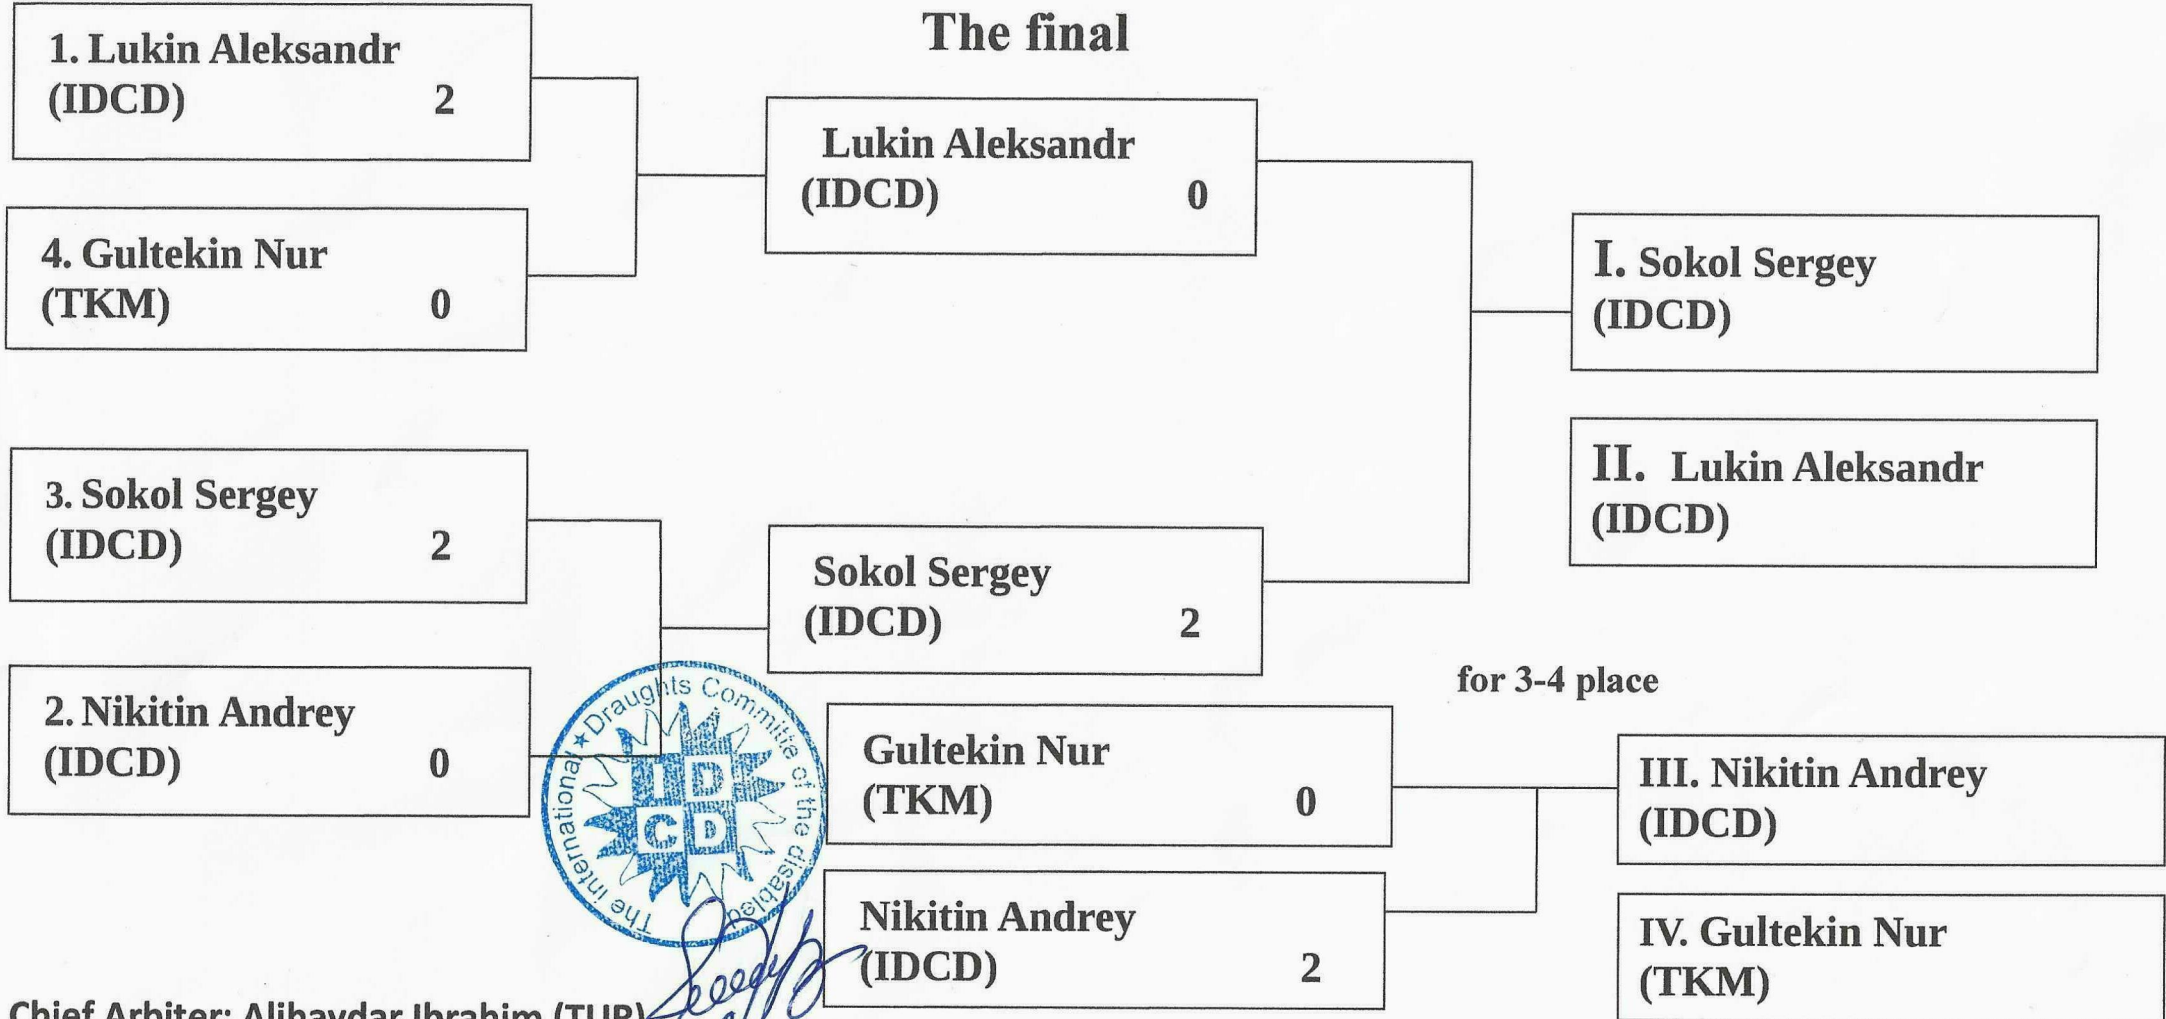 The final
1. Lukin Aleksandr
(IDCD) 2
4. Gultekin Nur
(TKM) 0
Lukin Aleksandr
(IDCD) 0
3. Sokol Sergey
(IDCD) 2
2. Nikitin Andrey
(IDCD) 0
Sokol Sergey
(IDCD) 2
I. Sokol Sergey
(IDCD)
II. Lukin Aleksandr
(IDCD)
for 3-4 place
Gultekin Nur
(TKM) 0
Nikitin Andrey
(IDCD) 2
III. Nikitin Andrey
(IDCD)
IV. Gultekin Nur
(TKM)
The International ★ Draughts Committie of the disabled
ID
CD
Chief Arbiter: Alihaydar Ibrahim (TUR)